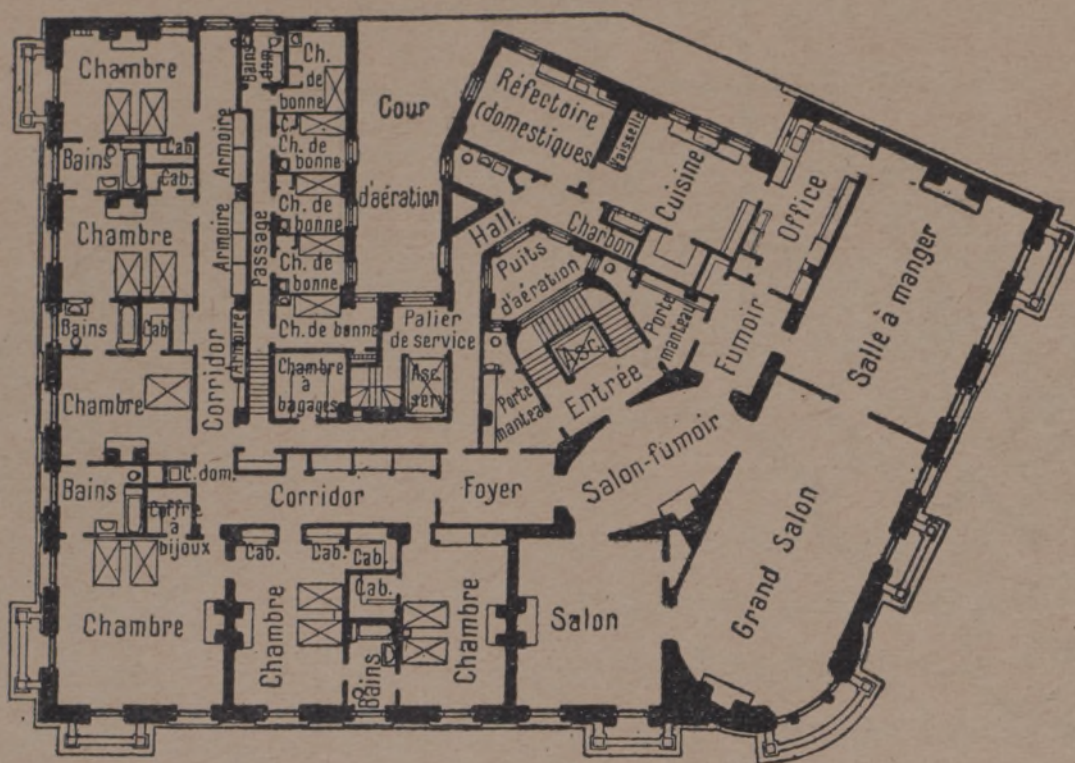 Chambre
Bains
dom.
Ch.
de
bonne
Cour
d'aération
Réfectoire
(domestiques)
Vaisselle
Cuisine
Office
Salle à manger
Bains
Cab.
Cab.
Armoire
C.
Ch. de
bonne
Chambre
Armoire
Passage
Ch. de
bonne
Hall.
Charbon
Puits
d'aération
Ch. de
bonne
Bains
Cab.
Armoire
Ch. de bonne
Palier
de service
Asc.
Porte
manteau
Fumoir
Chambre
Corridor
Chambre
à
bagages
Asc.
serv.
Porte
manteau
Entrée
Salon-fumoir
Bains
C. dom.
Coffre
à
bijoux
Corridor
Foyer
Grand Salon
Chambre
Cab.
Chambre
Cab.
Cab.
Cab.
Bains
Chambre
Salon